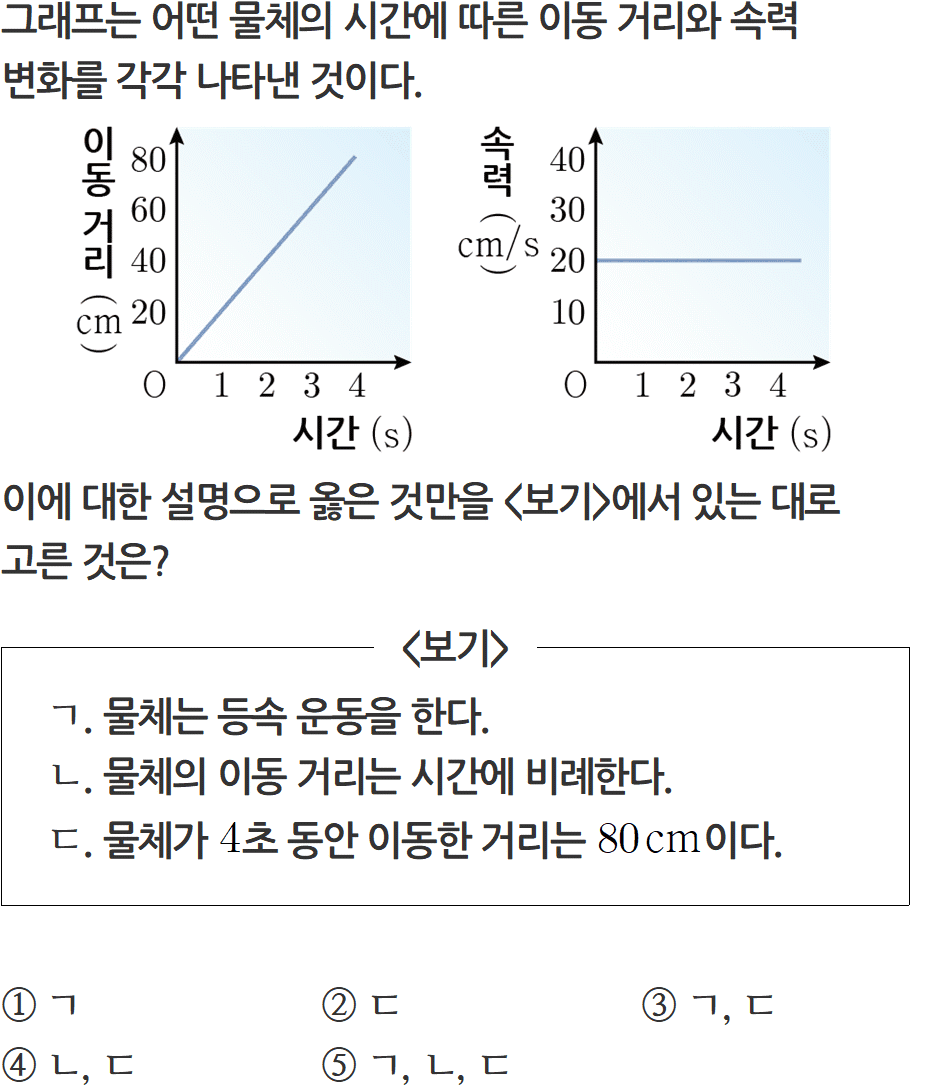 그래프는 어떤 물체의 시간에 따른 이동 거리와 속력
변화를 각각 나타낸 것이다.
이동 거리 (cm)
80
60
40
20
O 1 2 3 4
시간 (s)
속력 (cm/s)
40
30
20
10
O 1 2 3 4
시간 (s)
이에 대한 설명으로 옳은 것만을 <보기>에서 있는 대로
고른 것은?
<보기>
ㄱ. 물체는 등속 운동을 한다.
ㄴ. 물체의 이동 거리는 시간에 비례한다.
ㄷ. 물체가 4초 동안 이동한 거리는 80cm이다.
① ㄱ ② ㄷ ③ ㄱ, ㄷ
④ ㄴ, ㄷ ⑤ ㄱ, ㄴ, ㄷ